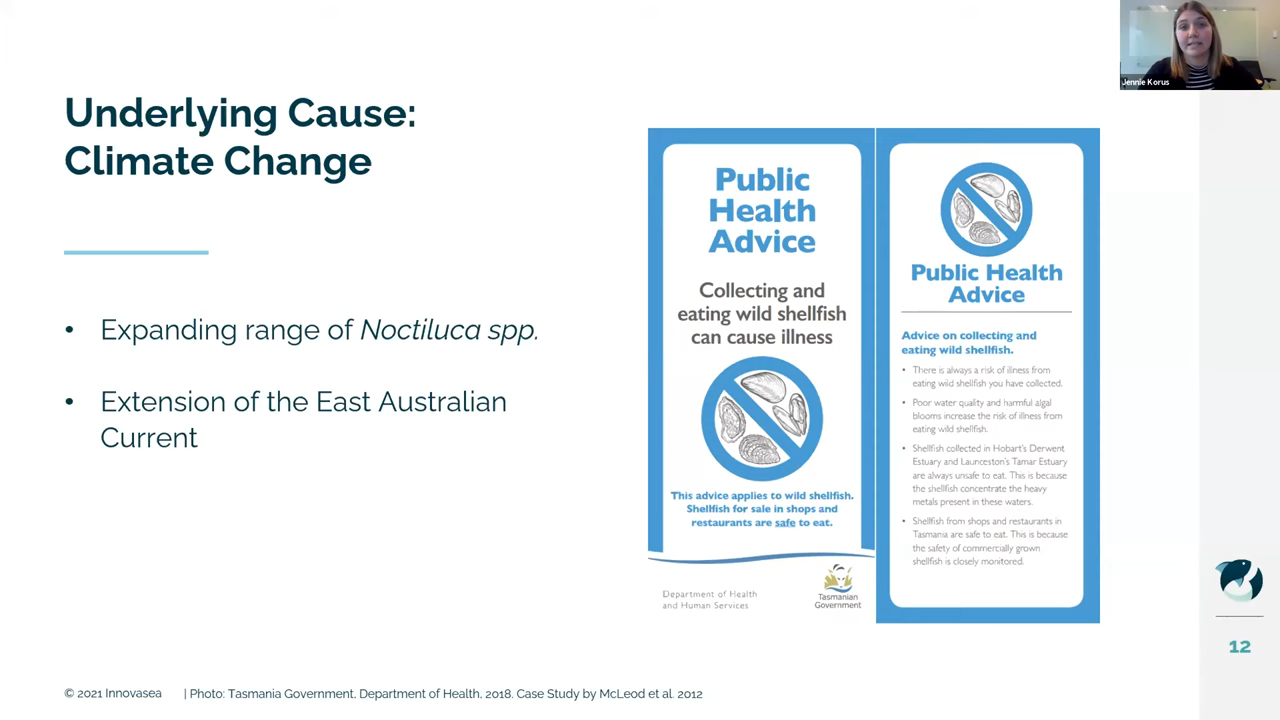 Jennie Korus
Underlying Cause:
Climate Change
• Expanding range of Noctiluca spp.
• Extension of the East Australian
Current
Public
Health
Advice
Collecting and
eating wild shellfish
can cause illness
This advice applies to wild shellfish.
Shellfish for sale in shops and
restaurants are safe to eat.
Department of Health
and Human Services
Tasmanian
Government
Public Health
Advice
Advice on collecting and
eating wild shellfish.
• There is always a risk of illness from
eating wild shellfish you have collected.
• Poor water quality and harmful algal
blooms increase the risk of illness from
eating wild shellfish.
• Shellfish collected in Hobart's Derwent
Estuary and Launceston's Tamar Estuary
are always unsafe to eat. This is because
the shellfish concentrate the heavy
metals present in these waters.
• Shellfish from shops and restaurants in
Tasmania are safe to eat. This is because
the safety of commercially grown
shellfish is closely monitored.
12
© 2021 Innovasea | Photo: Tasmania Government, Department of Health, 2018. Case Study by McLeod et al. 2012